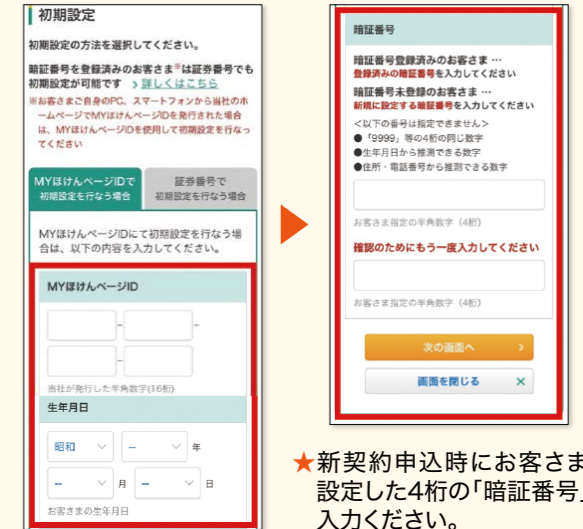 初期設定
初期設定の方法を選択してください。
暗証番号を登録済みのお客さま※は証券番号でも
初期設定が可能です > 詳しくはこちら
※お客さまご自身のPC、スマートフォンから当社のホ
ームページでMYほけんページIDを発行された場合
は、MYほけんページIDを使用して初期設定を行なっ
てください
MYほけんページIDで
初期設定を行なう場合
証券番号で
初期設定を行なう場合
MYほけんページIDにて初期設定を行なう場
合は、以下の内容を入力してください。
MYほけんページID
- -
-
当社が発行した半角数字(16桁)
生年月日
昭和 -- 年
-- 月 -- 日
お客さまの生年月日
暗証番号
暗証番号登録済みのお客さま …
登録済みの暗証番号を入力してください
暗証番号未登録のお客さま …
新規に設定する暗証番号を入力してください
<以下の番号は指定できません>
●「9999」等の4桁の同じ数字
●生年月日から推測できる数字
●住所・電話番号から推測できる数字
お客さま指定の半角数字（4桁）
確認のためにもう一度入力してください
お客さま指定の半角数字（4桁）
次の画面へ >
画面を閉じる ×
★新契約申込時にお客さま
設定した4桁の「暗証番号」
入力ください。